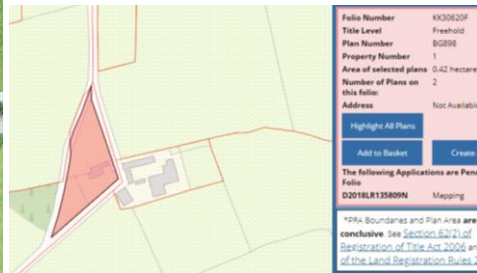 Folio Number KK30620F
Title Level Freehold
Plan Number BG898
Property Number 1
Area of selected plans 0.42 hectare
Number of Plans on 2
this folio:
Address Not Available
Highlight All Plans
Add to Basket Create
The following Applications are Pen
Folio
D2018LR135809N Mapping
*PRA Boundaries and Plan Area are
conclusive. See Section 62(2) of
Registration of Title Act 2006 an
of the Land Registration Rules 2